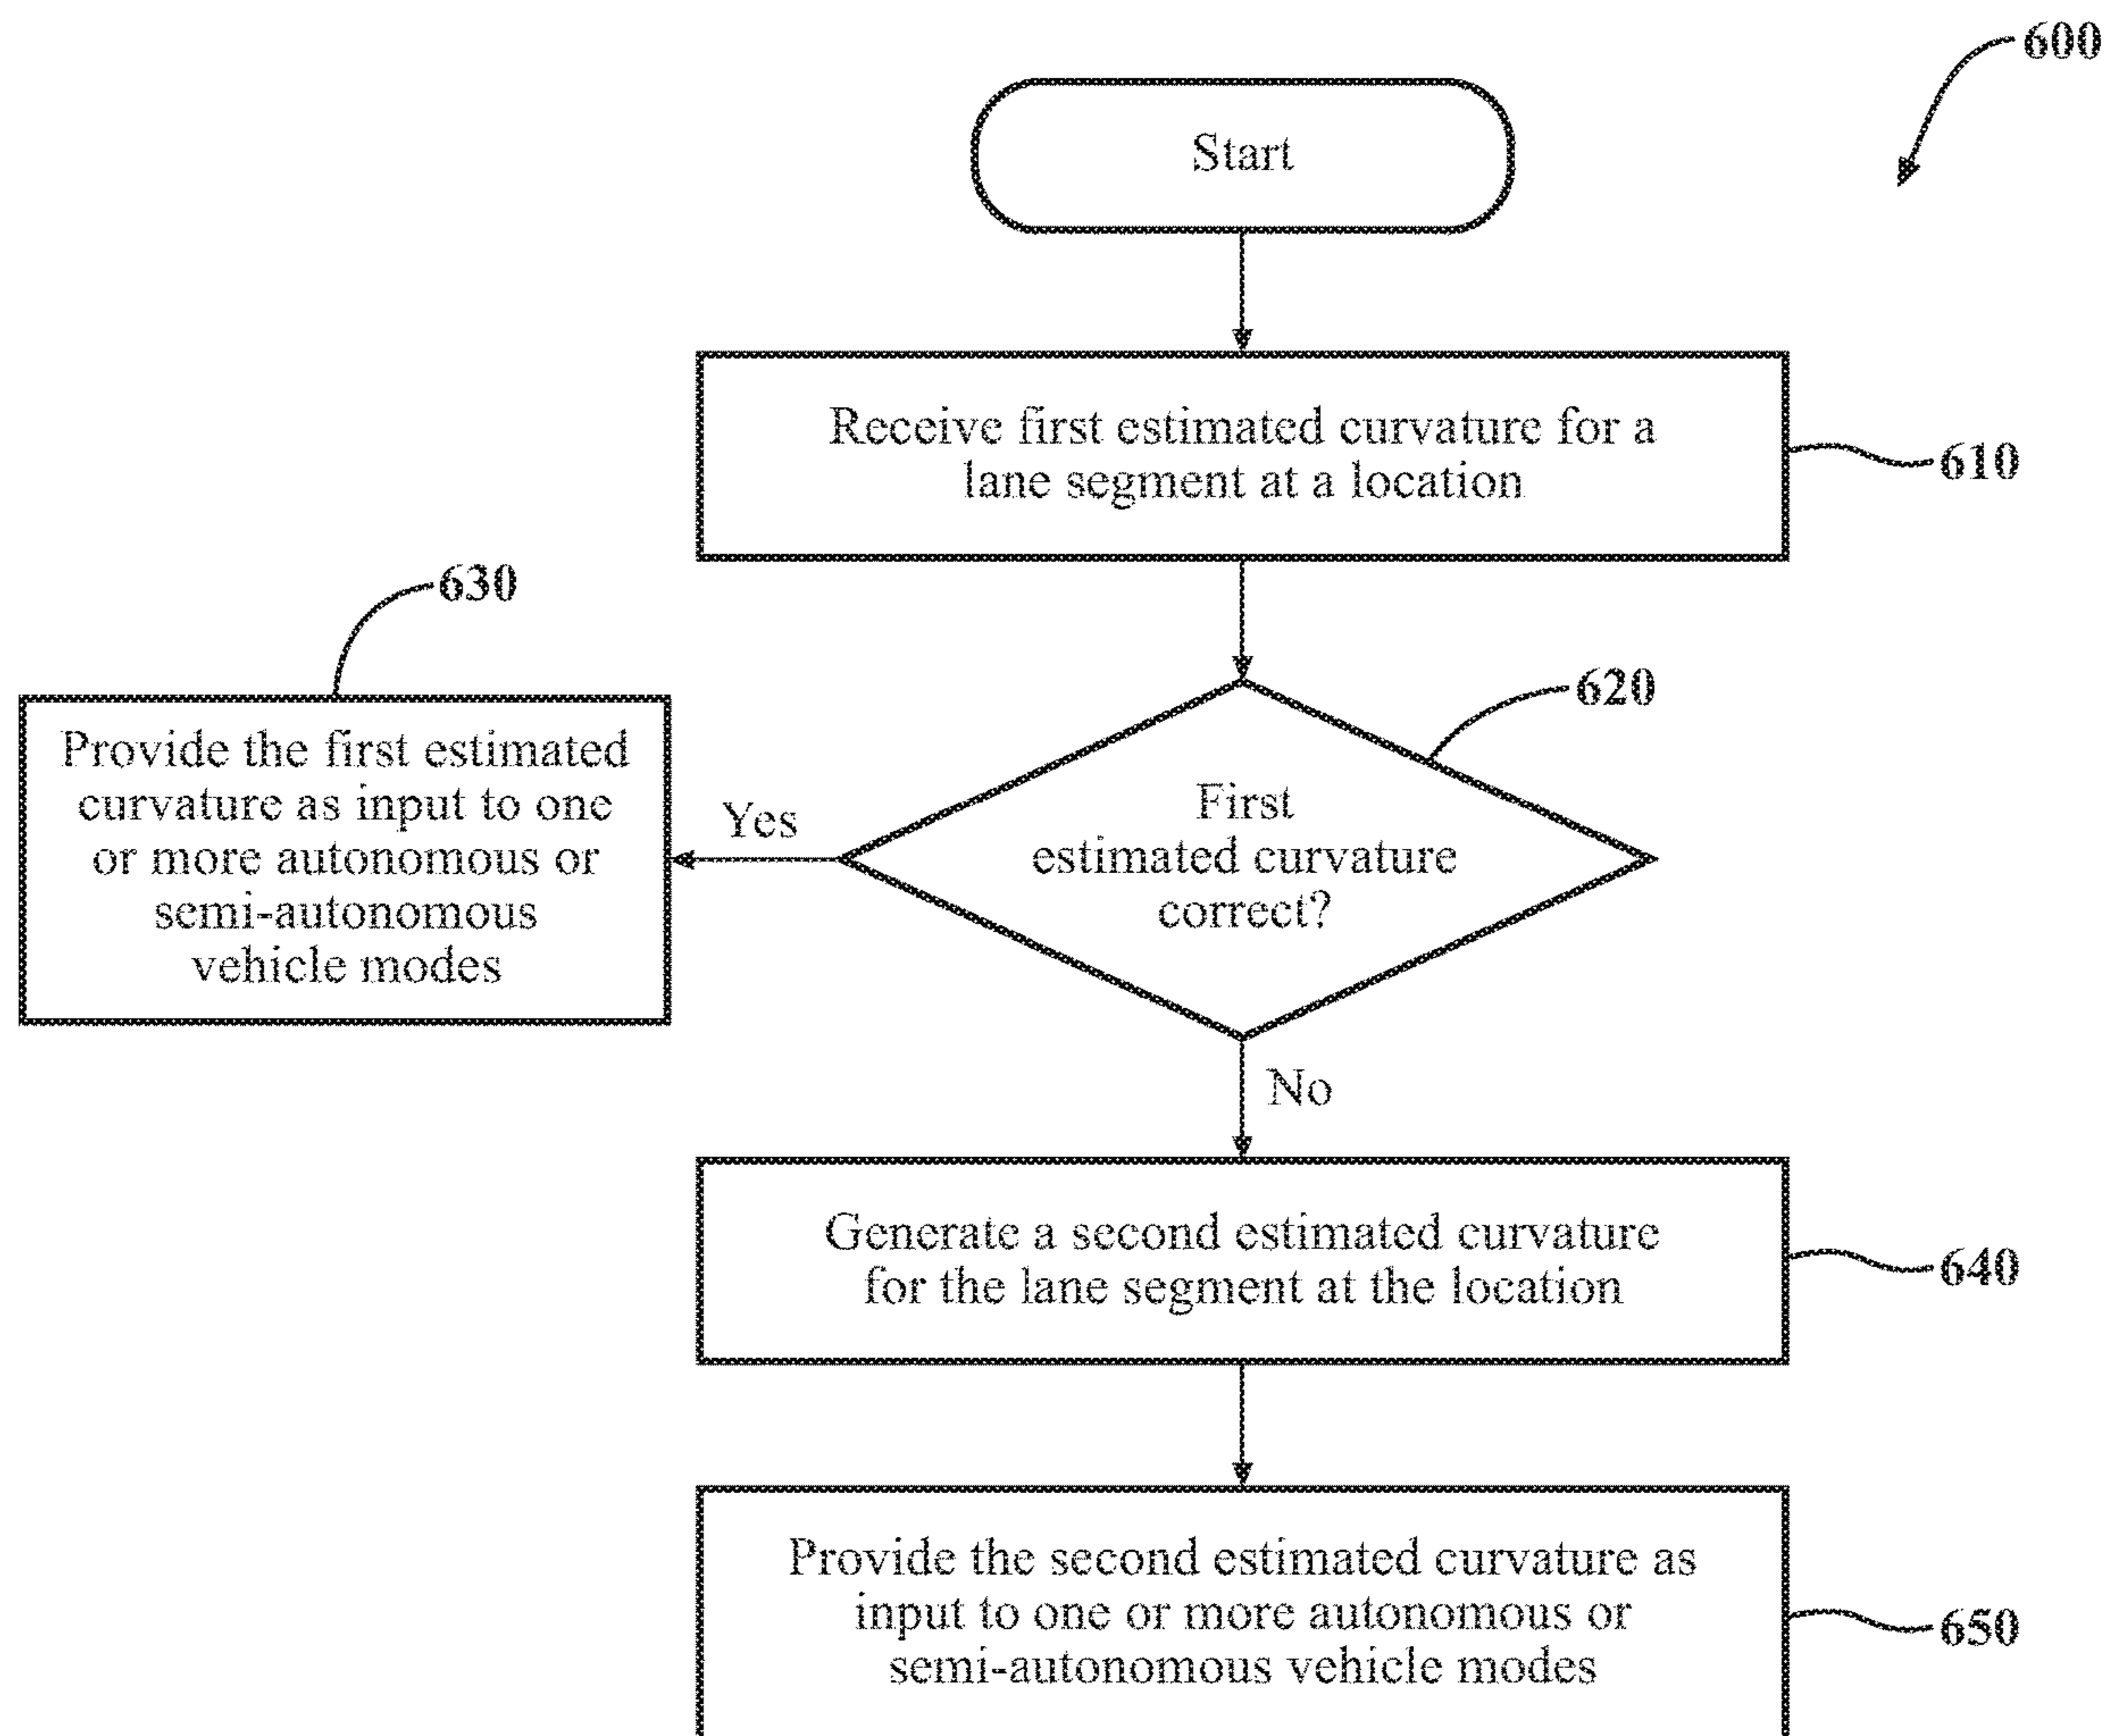 600
Start
Receive first estimated curvature for a
lane segment at a location
610
630
620
Provide the first estimated
curvature as input to one
or more autonomous or
semi-autonomous
vehicle modes
Yes
First
estimated curvature
correct?
No
Generate a second estimated curvature
for the lane segment at the location
640
Provide the second estimated curvature as
input to one or more autonomous or
semi-autonomous vehicle modes
650